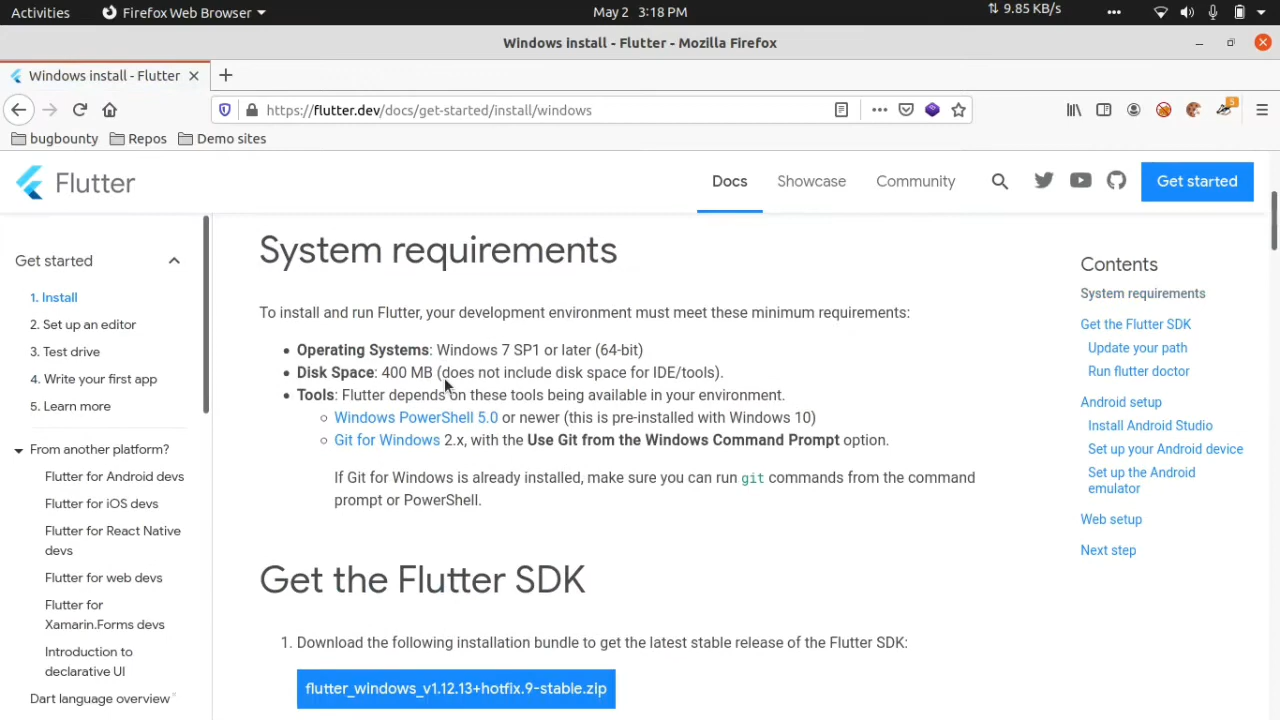 Activities
Firefox Web Browser
May 2 3:18 PM
9.85 KB/s
Windows install - Flutter - Mozilla Firefox
Windows install - Flutter
https://flutter.dev/docs/get-started/install/windows
5
bugbounty
Repos
Demo sites
Flutter
Docs
Showcase
Community
Get started
Get started
1. Install
2. Set up an editor
3. Test drive
4. Write your first app
5. Learn more
From another platform?
Flutter for Android devs
Flutter for iOS devs
Flutter for React Native
devs
Flutter for web devs
Flutter for
Xamarin.Forms devs
Introduction to
declarative UI
Dart language overview
System requirements
To install and run Flutter, your development environment must meet these minimum requirements:
• Operating Systems: Windows 7 SP1 or later (64-bit)
• Disk Space: 400 MB (does not include disk space for IDE/tools).
• Tools: Flutter depends on these tools being available in your environment.
◦ Windows PowerShell 5.0 or newer (this is pre-installed with Windows 10)
◦ Git for Windows 2.x, with the Use Git from the Windows Command Prompt option.
If Git for Windows is already installed, make sure you can run git commands from the command
prompt or PowerShell.
Get the Flutter SDK
1. Download the following installation bundle to get the latest stable release of the Flutter SDK:
flutter_windows_v1.12.13+hotfix.9-stable.zip
Contents
System requirements
Get the Flutter SDK
Update your path
Run flutter doctor
Android setup
Install Android Studio
Set up your Android device
Set up the Android
emulator
Web setup
Next step